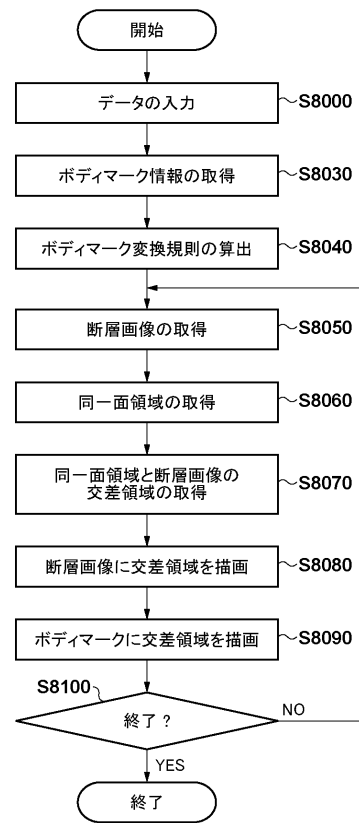 開始
データの入力
S8000
ボディマーク情報の取得
S8030
ボディマーク変換規則の算出
S8040
断層画像の取得
S8050
同一面領域の取得
S8060
同一面領域と断層画像の
交差領域の取得
S8070
断層画像に交差領域を描画
S8080
ボディマークに交差領域を描画
S8090
S8100
終了？
NO
YES
終了